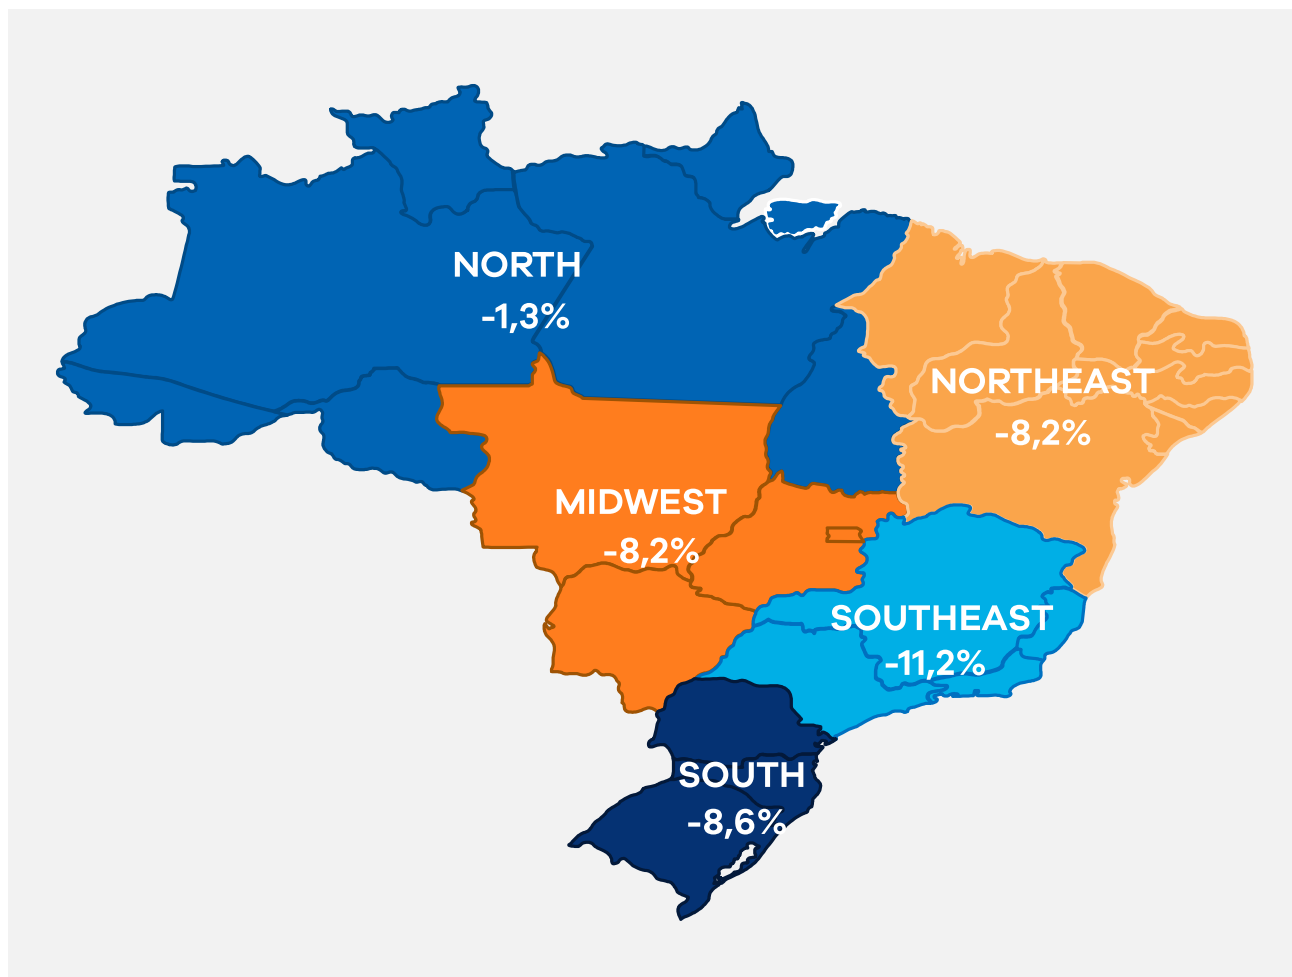 NORTH
-1,3%
NORTHEAST
-8,2%
MIDWEST
-8,2%
SOUTHEAST
-11,2%
SOUTH
-8,6%